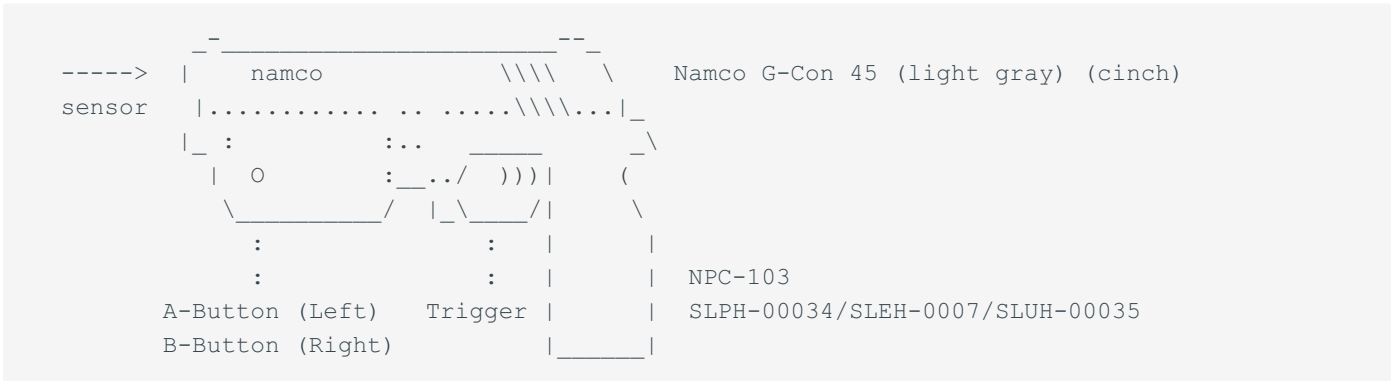 -----> namco Namco G-Con 45 (light gray) (cinch)
sensor
O
A-Button (Left) Trigger NPC-103
B-Button (Right) SLPH-00034/SLEH-0007/SLUH-00035